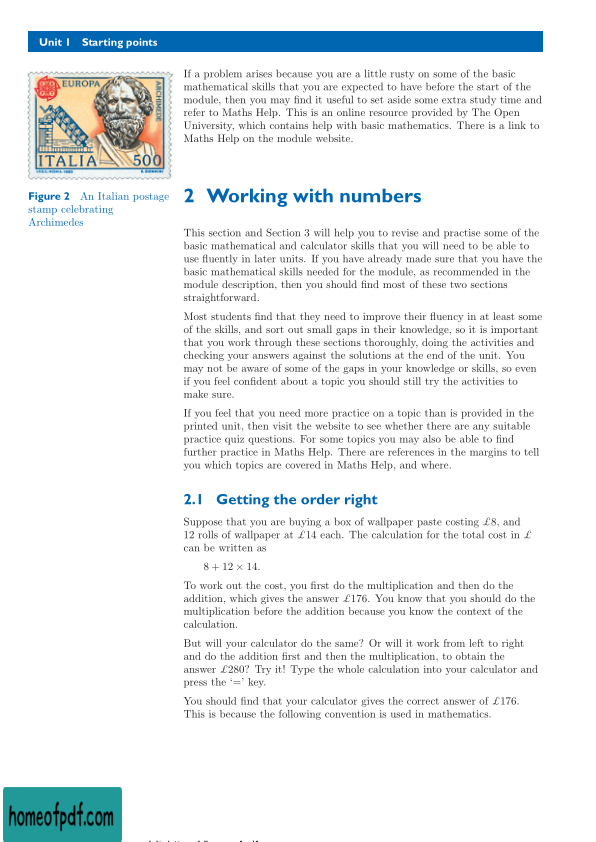 Unit 1 Starting points
EUROPA
ARCHIMEDE
ITALIA 500
Figure 2 An Italian postage
stamp celebrating
Archimedes
If a problem arises because you are a little rusty on some of the basic
mathematical skills that you are expected to have before the start of the
module, then you may find it useful to set aside some extra study time and
refer to Maths Help. This is an online resource provided by The Open
University, which contains help with basic mathematics. There is a link to
Maths Help on the module website.
2 Working with numbers
This section and Section 3 will help you to revise and practise some of the
basic mathematical and calculator skills that you will need to be able to
use fluently in later units. If you have already made sure that you have the
basic mathematical skills needed for the module, as recommended in the
module description, then you should find most of these two sections
straightforward.
Most students find that they need to improve their fluency in at least some
of the skills, and sort out small gaps in their knowledge, so it is important
that you work through these sections thoroughly, doing the activities and
checking your answers against the solutions at the end of the unit. You
may not be aware of some of the gaps in your knowledge or skills, so even
if you feel confident about a topic you should still try the activities to
make sure.
If you feel that you need more practice on a topic than is provided in the
printed unit, then visit the website to see whether there are any suitable
practice quiz questions. For some topics you may also be able to find
further practice in Maths Help. There are references in the margins to tell
you which topics are covered in Maths Help, and where.
2.1 Getting the order right
Suppose that you are buying a box of wallpaper paste costing £8, and
12 rolls of wallpaper at £14 each. The calculation for the total cost in £
can be written as
8 + 12 × 14.
To work out the cost, you first do the multiplication and then do the
addition, which gives the answer £176. You know that you should do the
multiplication before the addition because you know the context of the
calculation.
But will your calculator do the same? Or will it work from left to right
and do the addition first and then the multiplication, to obtain the
answer £280? Try it! Type the whole calculation into your calculator and
press the ‘=’ key.
You should find that your calculator gives the correct answer of £176.
This is because the following convention is used in mathematics.
homeofpdf.com